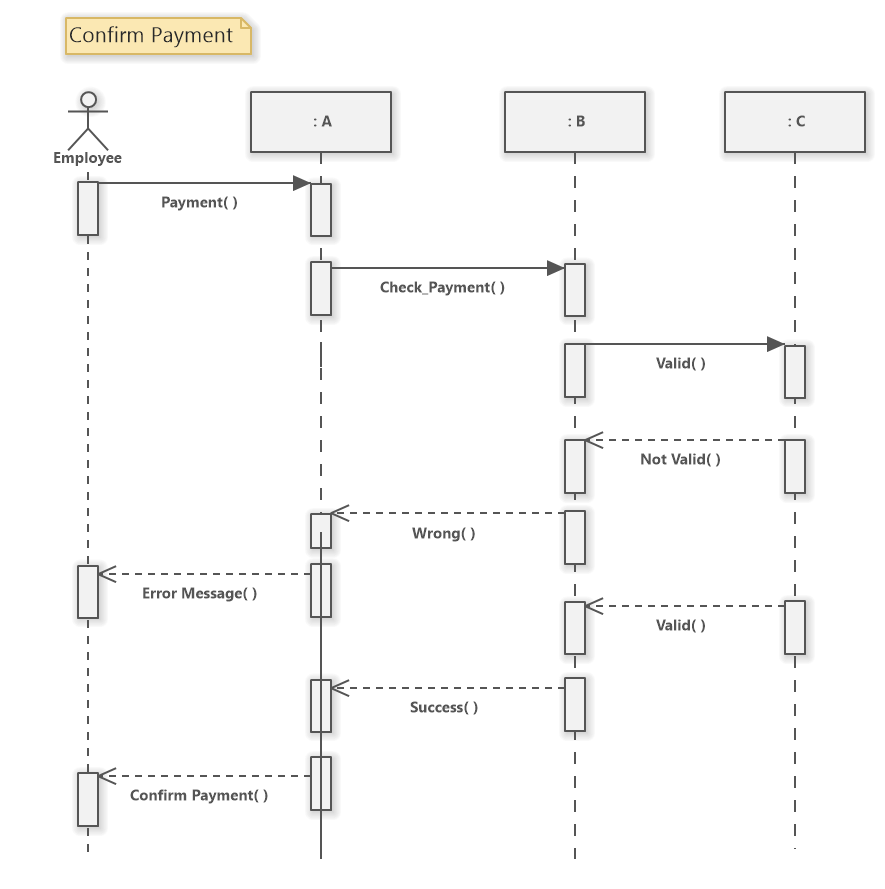 Confirm Payment
Employee
: A
: B
: C
Payment( )
Check_Payment( )
Valid( )
Not Valid( )
Wrong( )
Error Message( )
Valid( )
Success( )
Confirm Payment( )